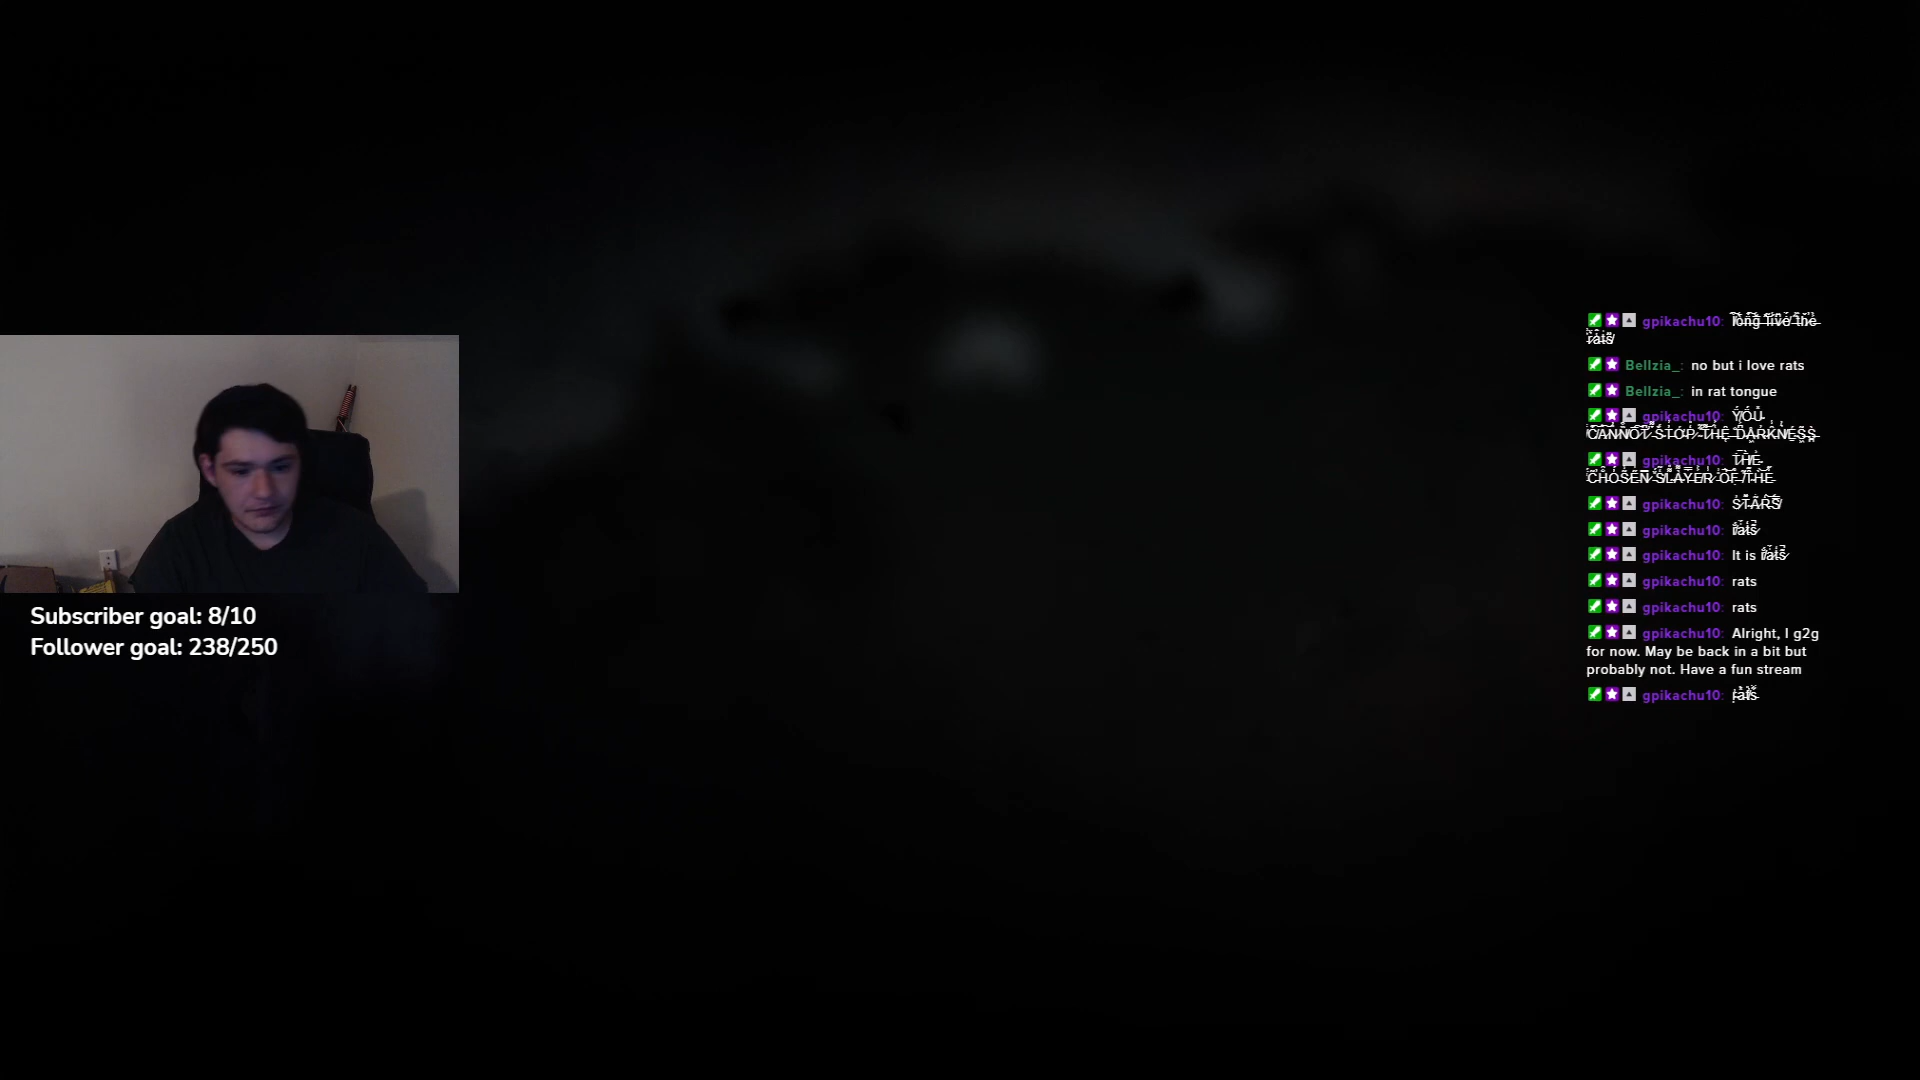 gpikachu10: long live the
rats
Bellzia_: no but i love rats
Bellzia_: in rat tongue
gpikachu10: YOU
CANNOT STOP THE DARKNESS
gpikachu10: THE
CHOSEN SLAYER OF THE
gpikachu10: STARS
gpikachu10: rats
gpikachu10: It is rats
gpikachu10: rats
gpikachu10: rats
gpikachu10: Alright, I g2g
for now. May be back in a bit but
probably not. Have a fun stream
gpikachu10: rats
Subscriber goal: 8/10
Follower goal: 238/250